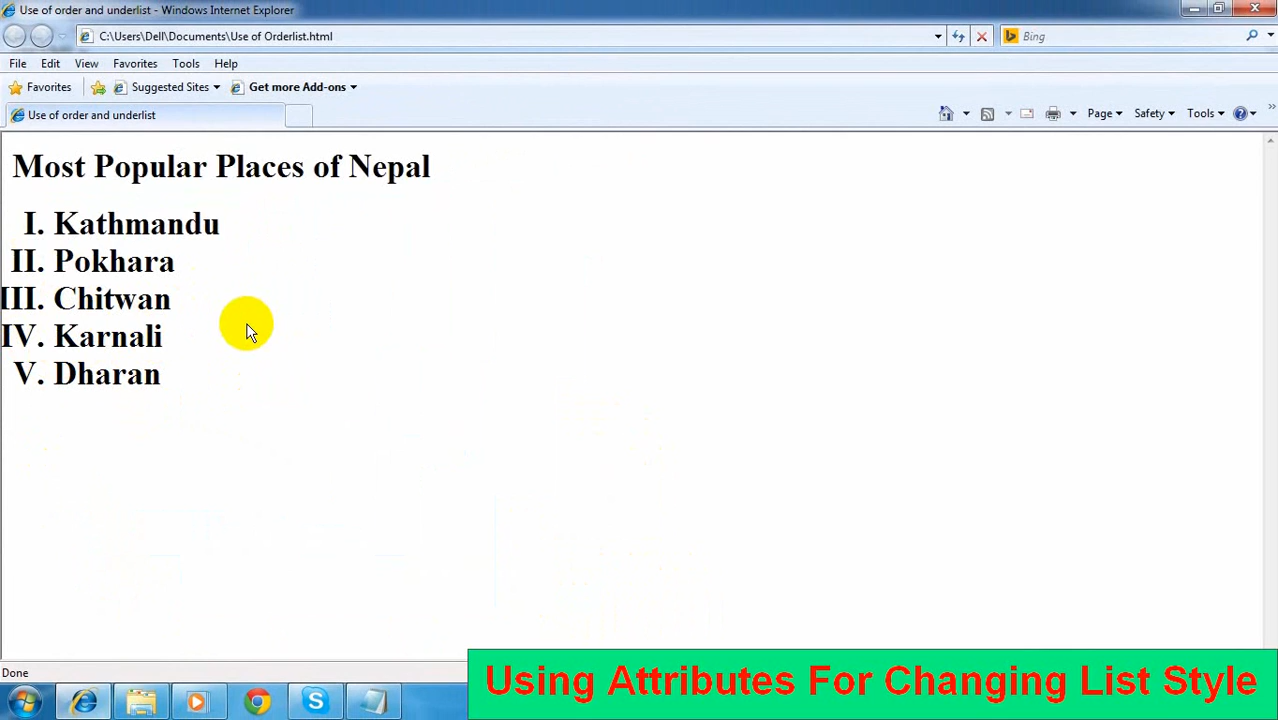 Use of order and underlist - Windows Internet Explorer
C:\Users\Dell\Documents\Use of Orderlist.html
Bing
File Edit View Favorites Tools Help
Favorites Suggested Sites Get more Add-ons
Use of order and underlist
Page Safety Tools
Most Popular Places of Nepal
I. Kathmandu
II. Pokhara
III. Chitwan
IV. Karnali
V. Dharan
Done
Using Attributes For Changing List Style